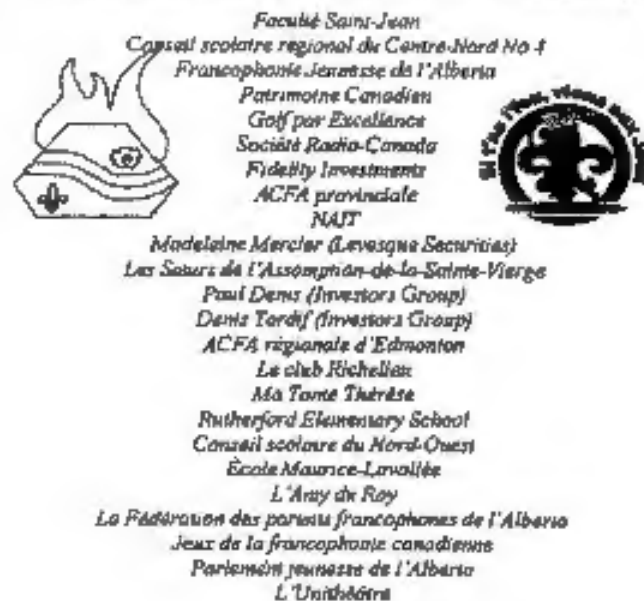 Faculté Saint-Jean
Conseil scolaire régional du Centre-Nord No 4
Francophonie Jeunesse de l'Alberta
Patrimoine Canadien
Golf par Excellence
Société Radio-Canada
Fidelity Investments
ACFA provinciale
NAIT
Madeleine Mercier (Levesque Securities)
Les Sœurs de l'Assomption-de-la-Sainte-Vierge
Paul Denis (Investors Group)
Denis Tardif (Investors Group)
ACFA régionale d'Edmonton
Le club Richelieu
Ma Tante Thérèse
Rutherford Elementary School
Conseil scolaire du Nord-Ouest
École Maurice-Lavallée
L'Amy du Roy
La Fédération des parents francophones de l'Alberta
Jeux de la francophonie canadienne
Parlement jeunesse de l'Alberta
L'Unithéâtre